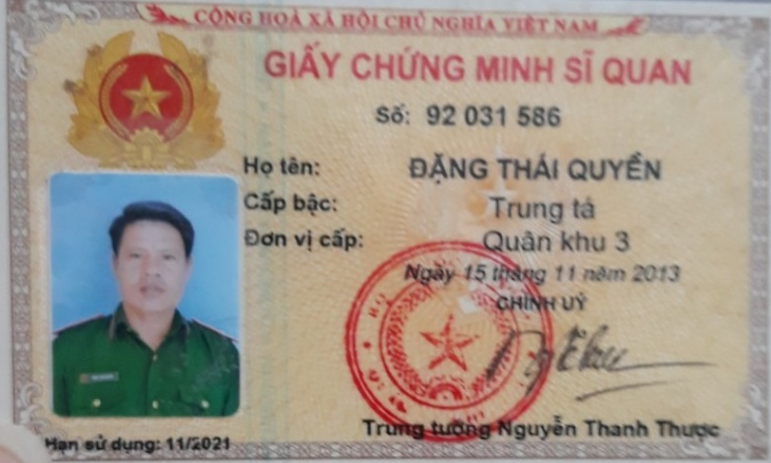 CỘNG HOÀ XÃ HỘI CHỦ NGHĨA VIỆT NAM
GIẤY CHỨNG MINH SĨ QUAN
Số: 92 031 586
Họ tên: ĐẶNG THÁI QUYỀN
Cấp bậc: Trung tá
Đơn vị cấp: Quân khu 3
Ngày 15 tháng 11 năm 2013
CHÍNH UỶ
Trung tướng Nguyễn Thanh Thược
Hạn sử dụng: 11/2021